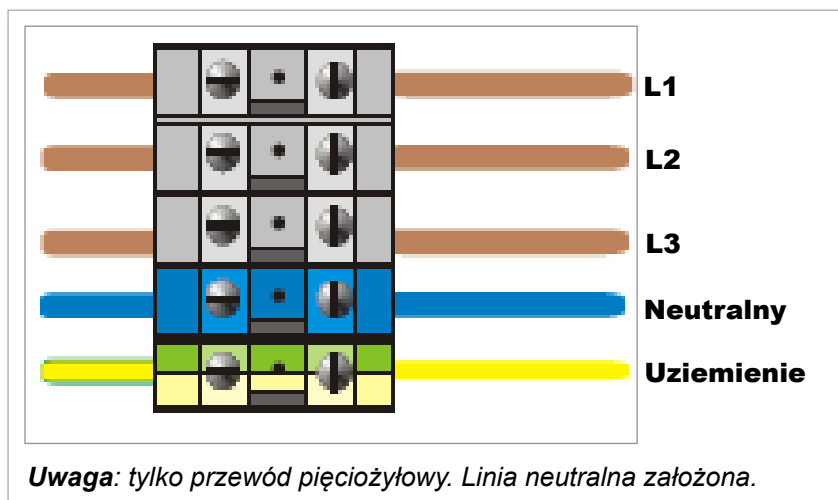 L1
L2
L3
Neutralny
Uziemienie
Uwaga: tylko przewód pięciożyłowy. Linia neutralna założona.